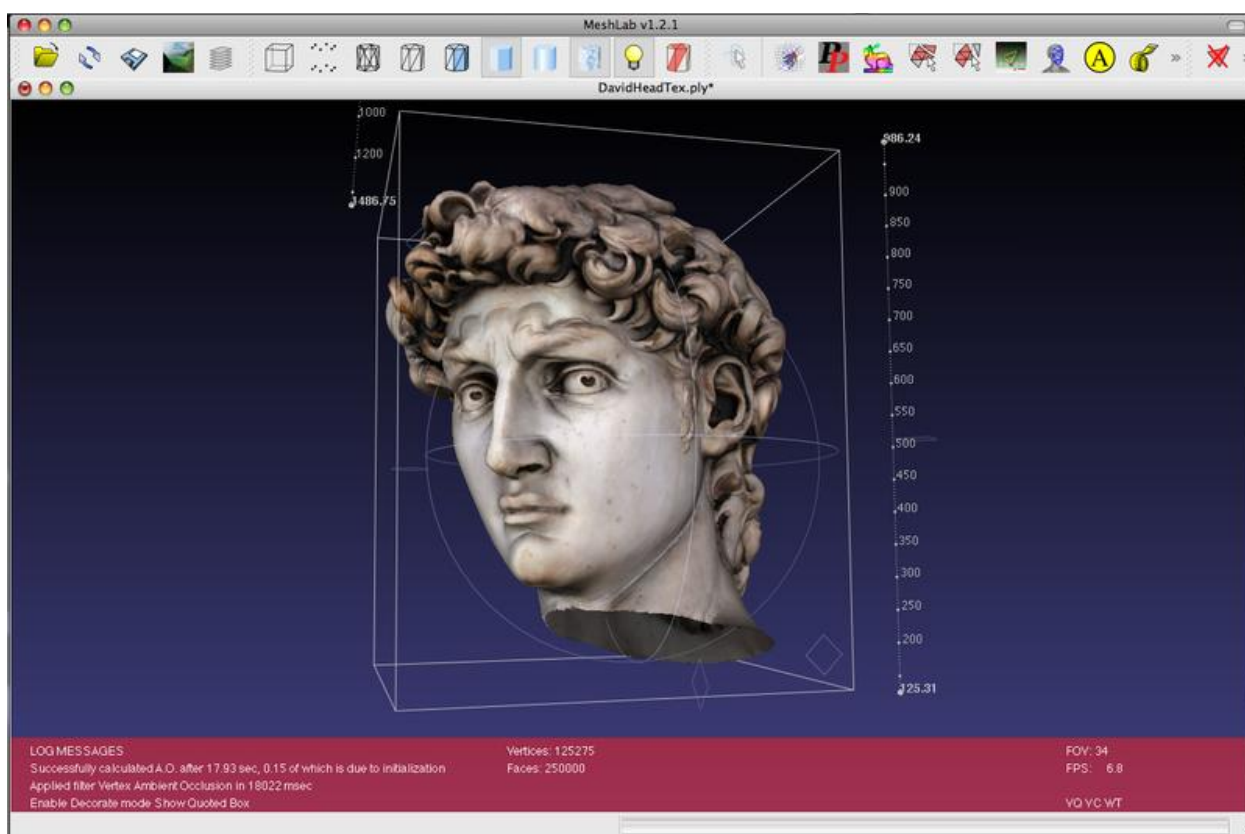 MeshLab v1.2.1
Pp
A
»
DavidHeadTex.ply*
1000
1200
1486.75
986.24
900
850
800
750
700
650
600
550
500
450
400
350
300
250
200
125.31
LOG MESSAGES
Successfully calculated A.O. after 17.93 sec, 0.15 of which is due to initialization
Applied filter Vertex Ambient Occlusion in 18022 msec
Enable Decorate mode Show Quoted Box
Vertices: 125275
Faces: 250000
FOV: 34
FPS: 6.8
VQ VC WT